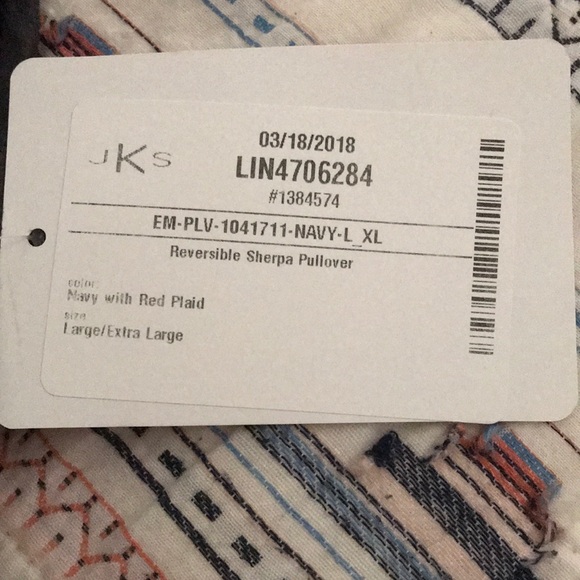 JKS
03/18/2018
LIN4706284
#1384574
EM-PLV-1041711-NAVY-L_XL
Reversible Sherpa Pullover
color:
Navy with Red Plaid
size
Large/Extra Large